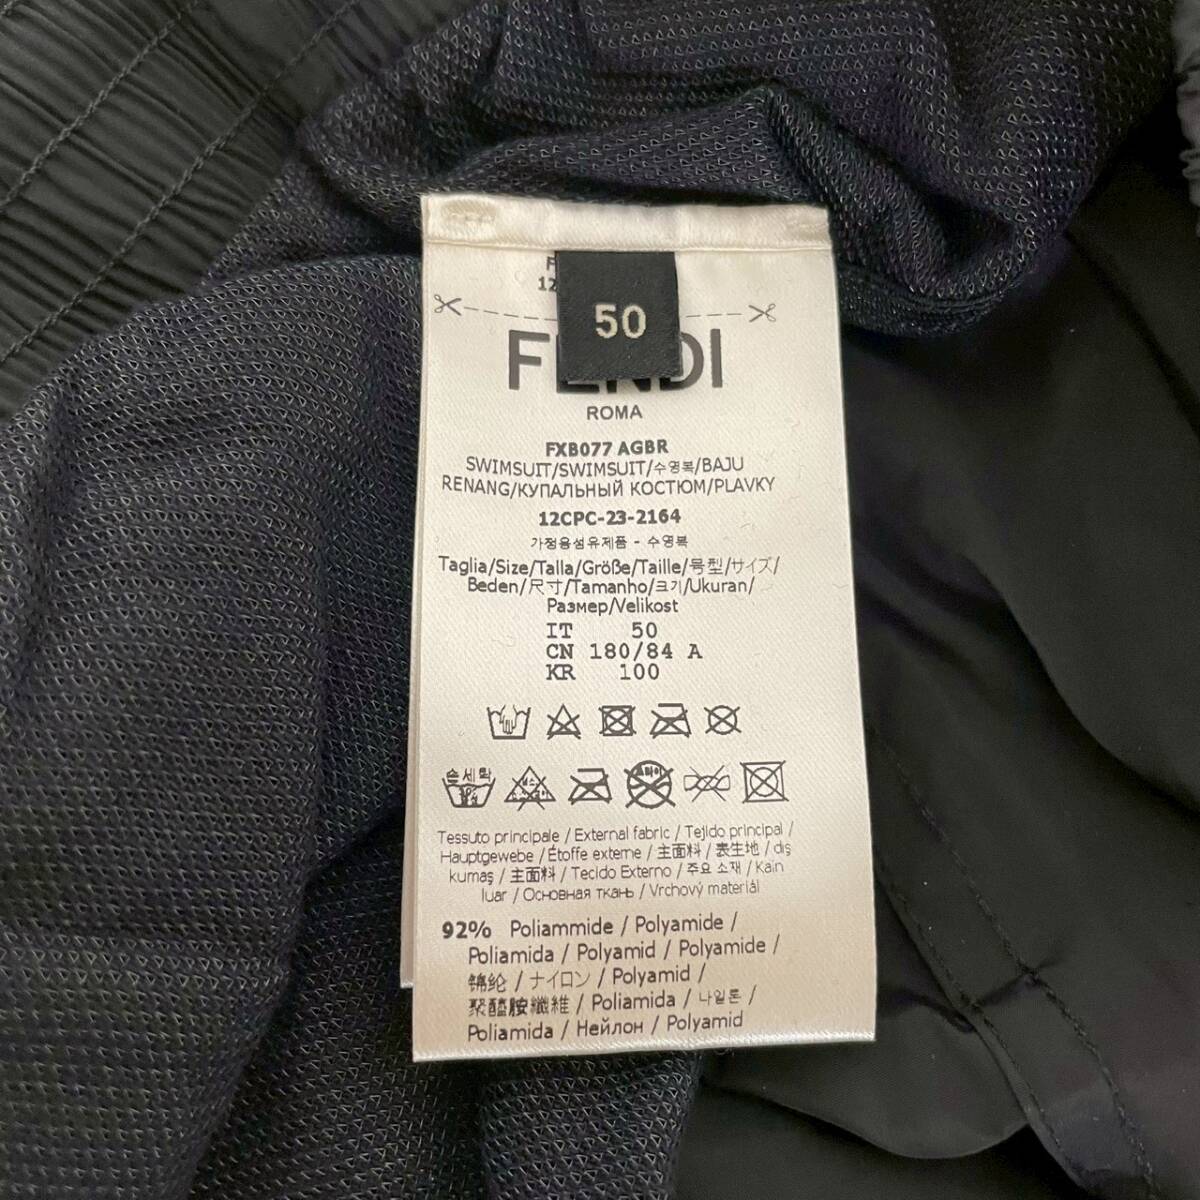 50
FENDI
ROMA
FXB077 AGBR
SWIMSUIT/SWIMSUIT/수영복/BAJU
RENANG/КУПАЛЬНЫЙ КОСТЮМ/PLAVKY
12CPC-23-2164
가정용섬유제품 - 수영복
Taglia/Size/Talla/Größe/Taille/号型/サイズ/
Beden/尺寸/Tamanho/크기/Ukuran/
Размер/Velikost
IT 50
CN 180/84 A
KR 100
손세탁
Tessuto principale / External fabric / Tejido principal /
Hauptgewebe / Étoffe externe / 主面料 / 表生地 / dış
kumaş / 主面料 / Tecido Externo / 주요 소재 / Kain
luar / Основная ткань / Vrchový materiál
92% Poliammide / Polyamide /
Poliamida / Polyamid / Polyamide /
锦纶 / ナイロン / Polyamid /
聚醯胺纖維 / Poliamida / 나일론 /
Poliamida / Нейлон / Polyamid